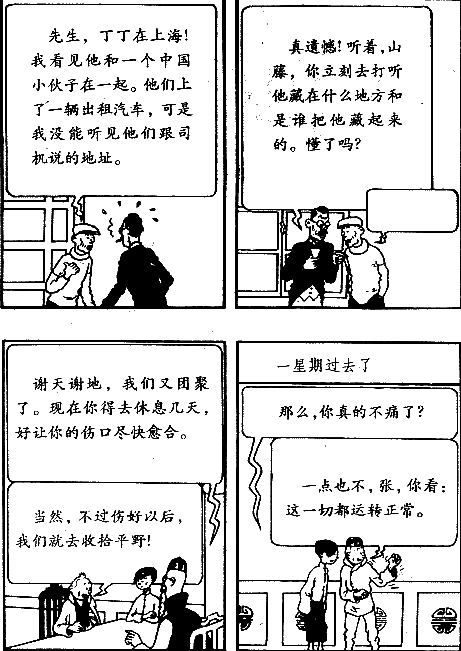 先生，丁丁在上海！
我看见他和一个中国
小伙子在一起。他们上
了一辆出租汽车，可是
我没能听见他们跟司
机说的地址。
真遗憾！听着，山
藤，你立刻去打听
他藏在什么地方和
是谁把他藏起来
的。懂了吗？
谢天谢地，我们又团聚
了。现在你得去休息几天，
好让你的伤口尽快愈合。
当然，不过伤好以后，
我们就去收拾平野！
一星期过去了
那么，你真的不痛了？
一点也不，张，你看：
这一切都运转正常。